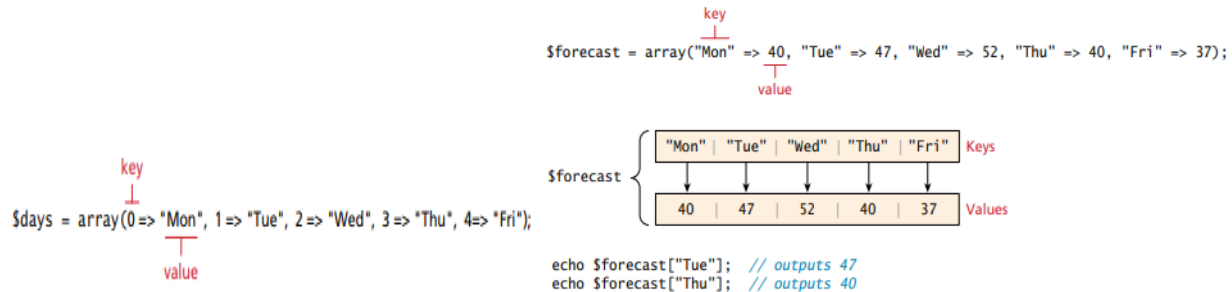 key
$days = array(0 => "Mon", 1 => "Tue", 2 => "Wed", 3 => "Thu", 4=> "Fri");
value
key
$forecast = array("Mon" => 40, "Tue" => 47, "Wed" => 52, "Thu" => 40, "Fri" => 37);
value
"Mon" | "Tue" | "Wed" | "Thu" | "Fri" Keys
$forecast
40 | 47 | 52 | 40 | 37 Values
echo $forecast["Tue"]; // outputs 47
echo $forecast["Thu"]; // outputs 40